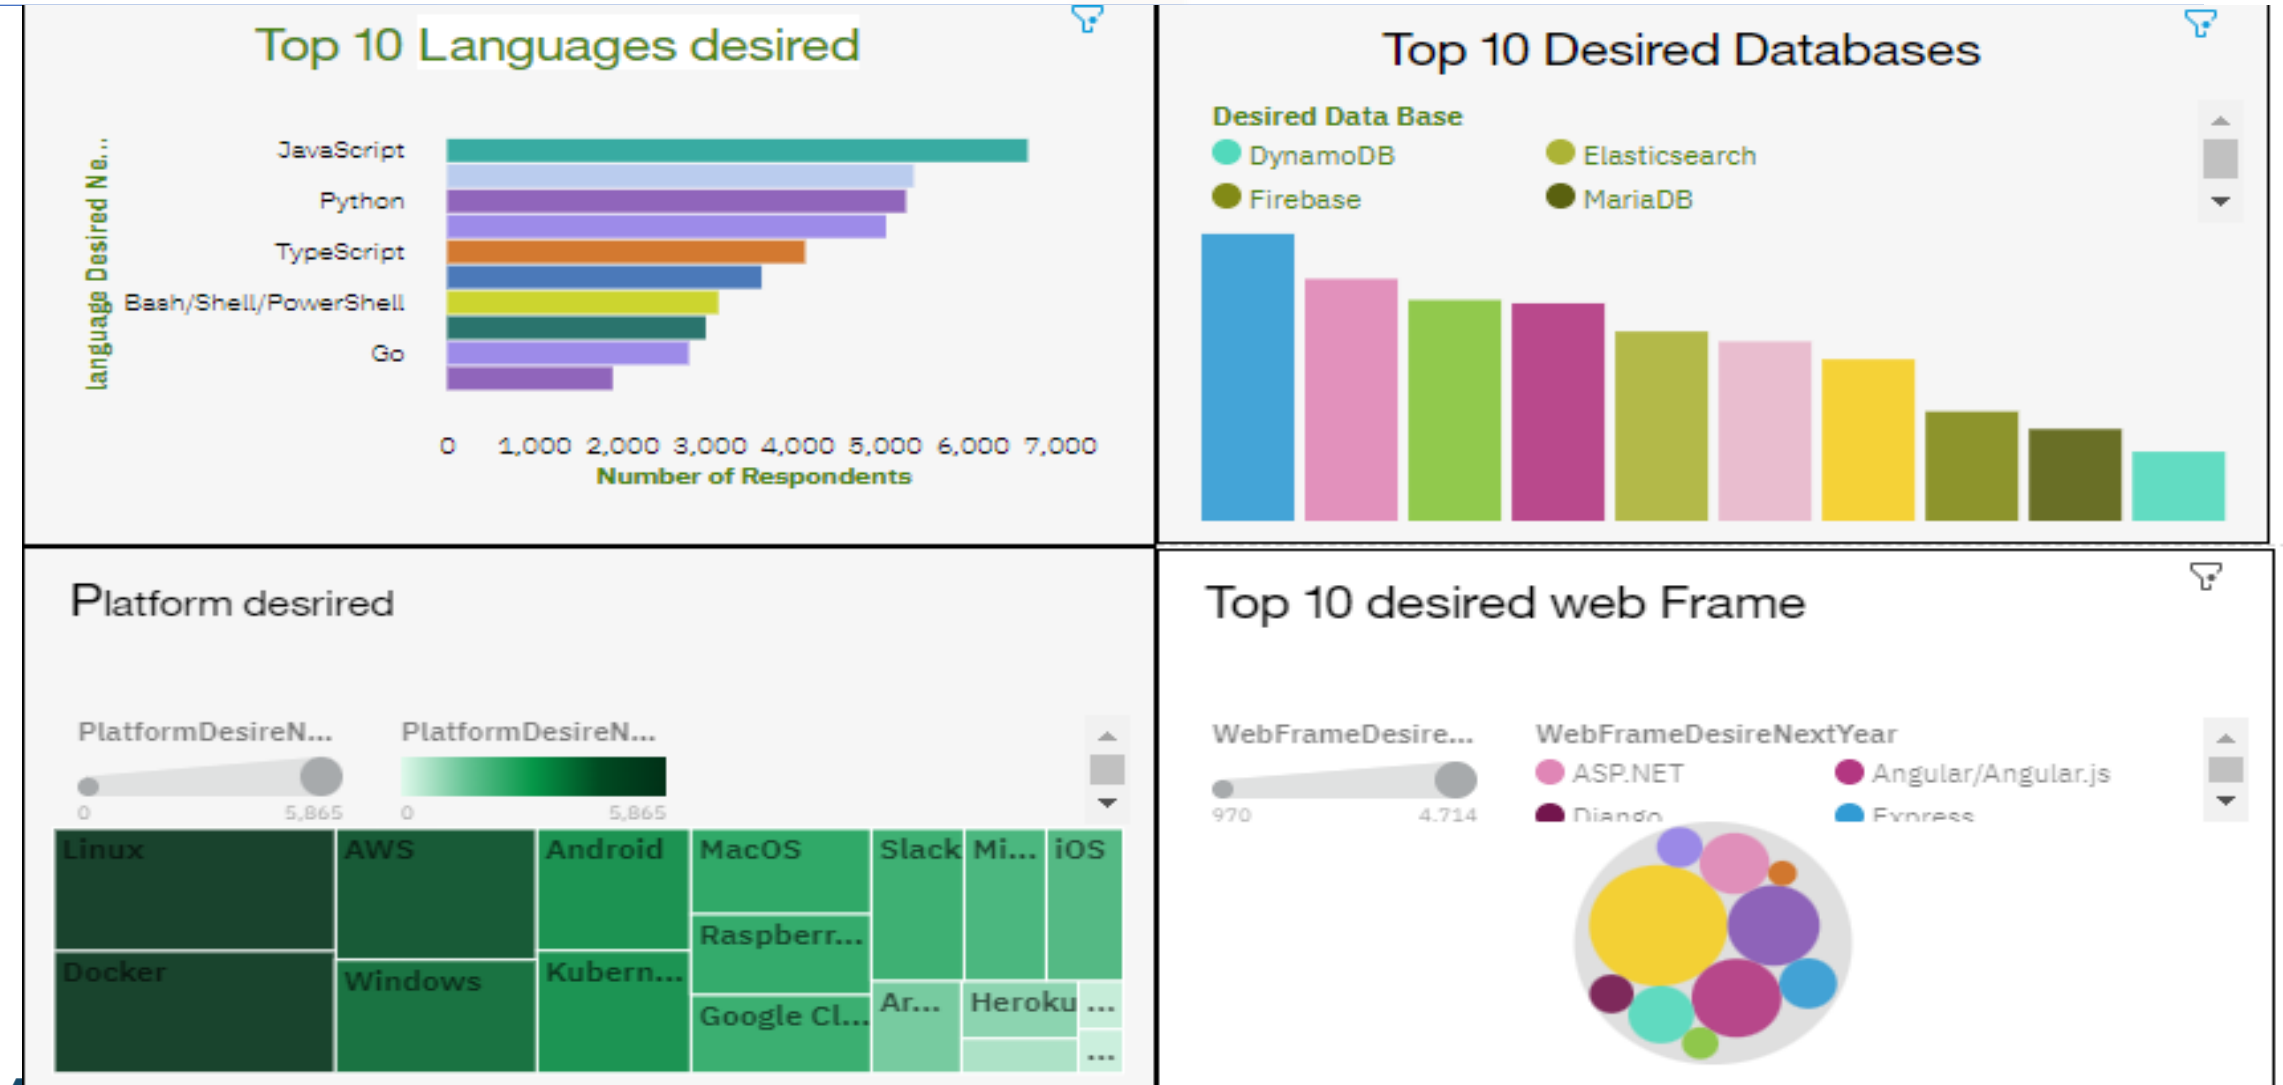 Top 10 Languages desired
language Desired Ne...
JavaScript
Python
TypeScript
Bash/Shell/PowerShell
Go
0 1,000 2,000 3,000 4,000 5,000 6,000 7,000
Number of Respondents
Top 10 Desired Databases
Desired Data Base
DynamoDB Elasticsearch
Firebase MariaDB
Platform desrired
PlatformDesireN... PlatformDesireN...
0 5,865 0 5,865
Linux AWS Android MacOS Slack Mi... iOS
Raspberr...
Docker Windows Kubern...
Google Cl... Ar... Heroku ...
...
Top 10 desired web Frame
WebFrameDesire... WebFrameDesireNextYear
ASP.NET Angular/Angular.js
970 4,714 Django Express